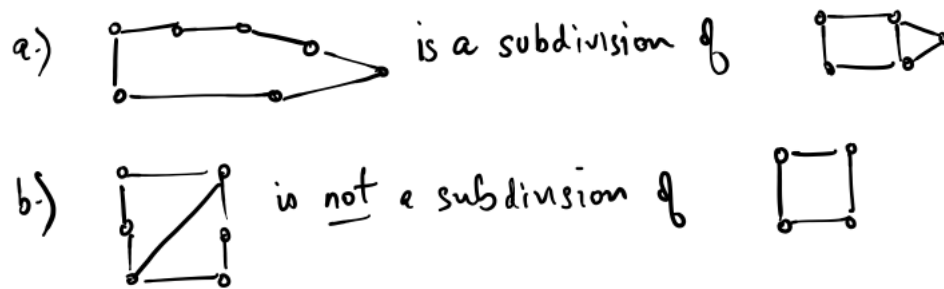 a.) is a subdivision of
b.) is not a subdivision of